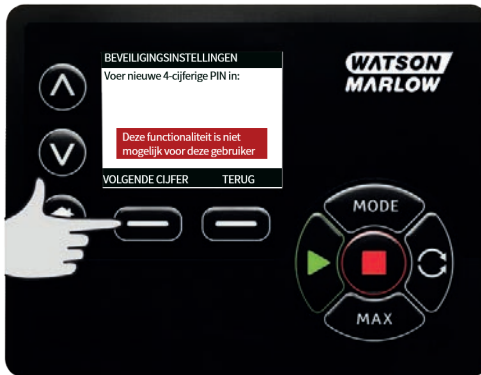 BEVEILIGINGSINSTELLINGEN
Voer nieuwe 4-cijferige PIN in:
Deze functionaliteit is niet
mogelijk voor deze gebruiker
VOLGENDE CIJFER TERUG
WATSON
MARLOW
MODE
MAX